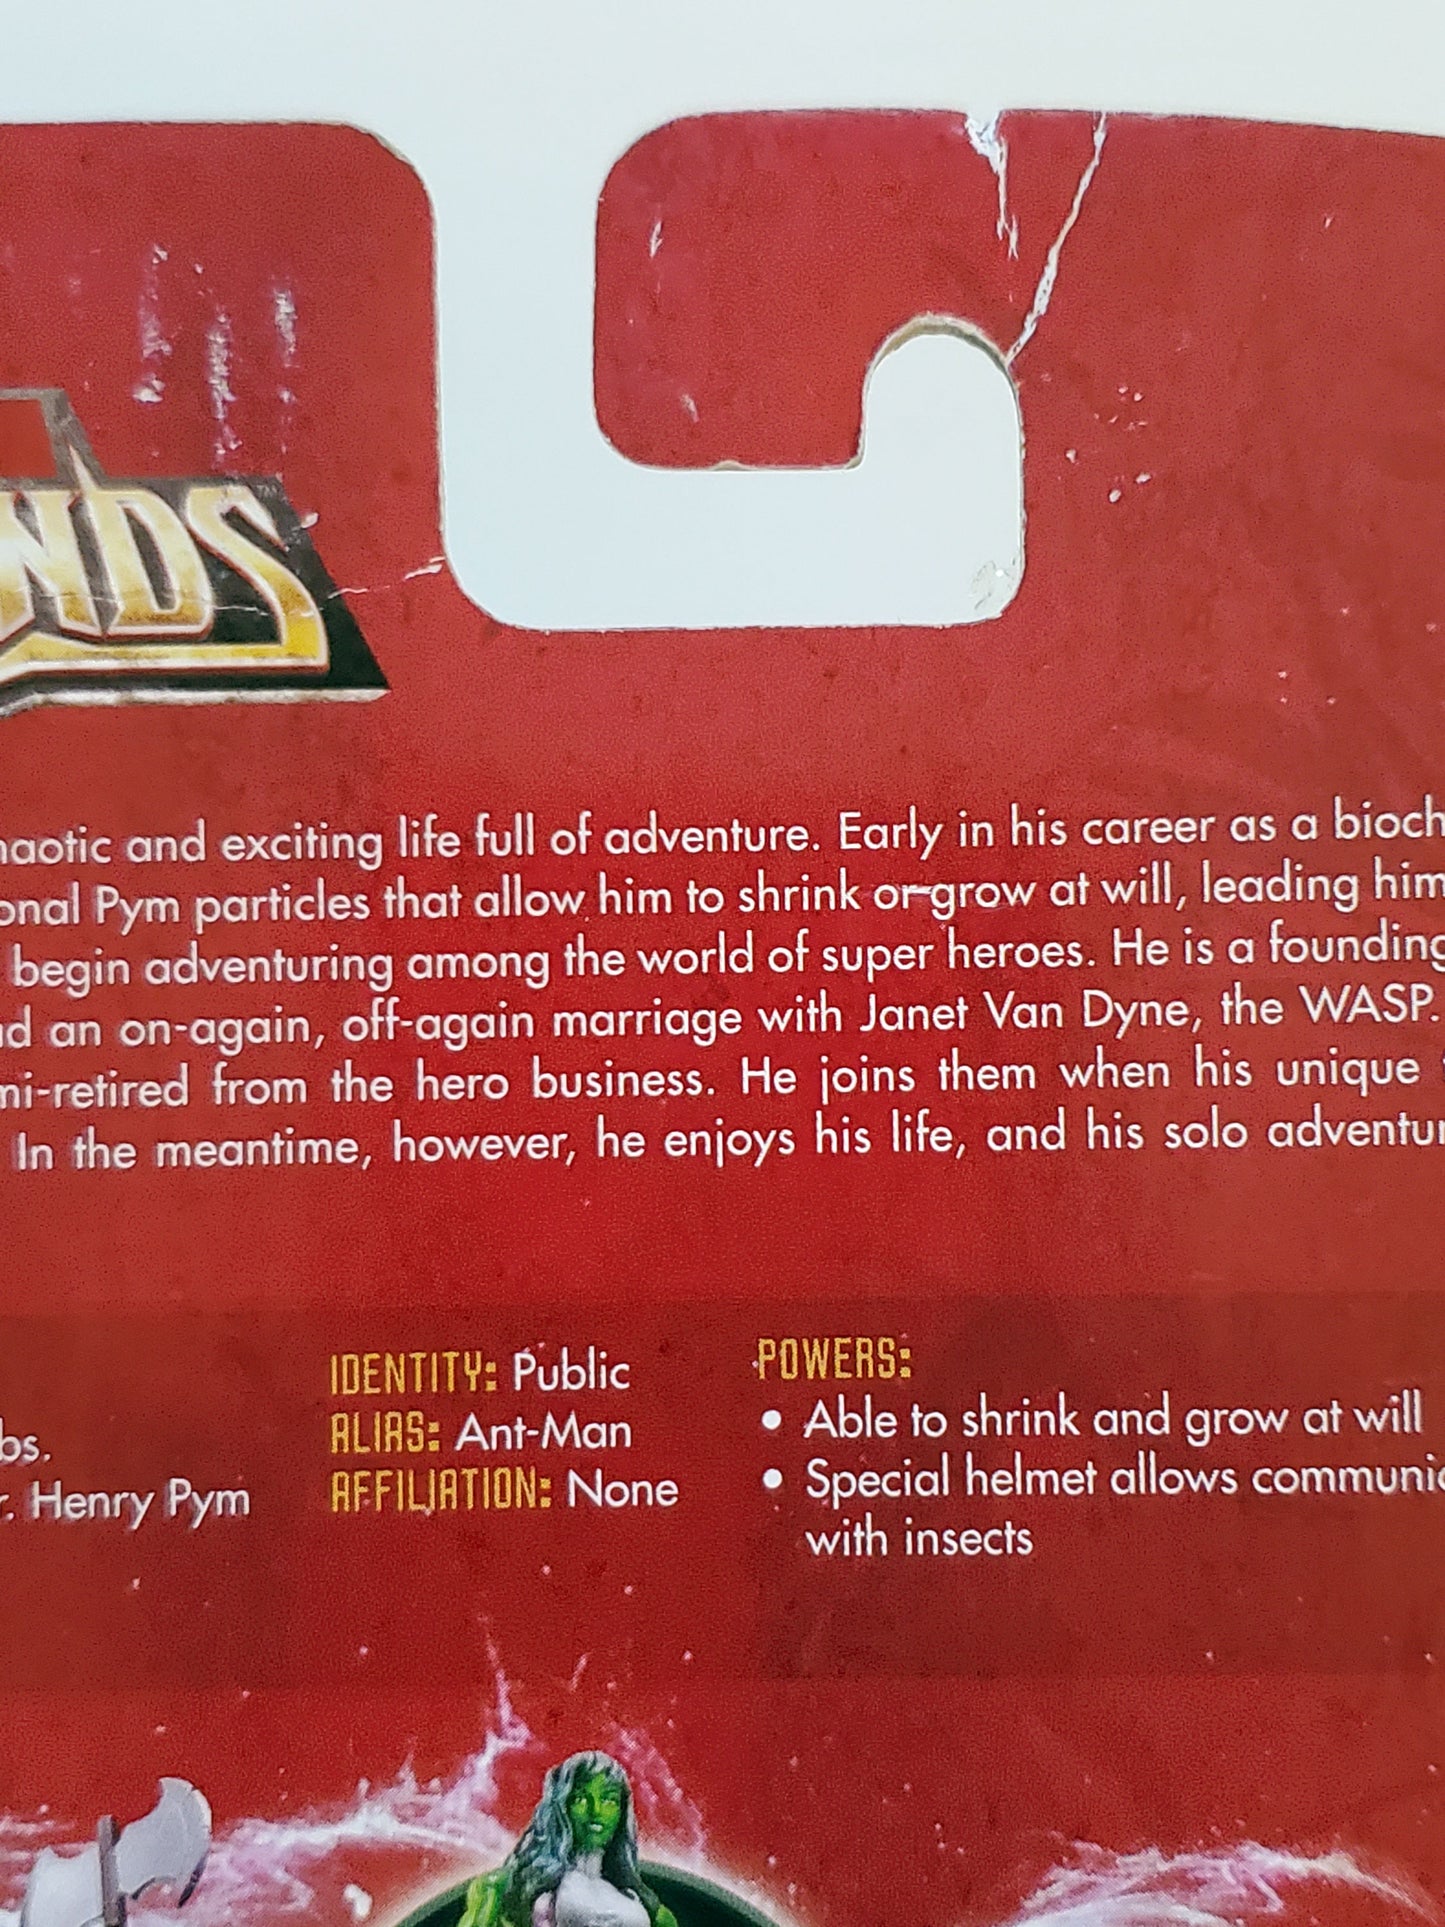 NDS™
haotic and exciting life full of adventure. Early in his career as a bioch
onal Pym particles that allow him to shrink or grow at will, leading him
begin adventuring among the world of super heroes. He is a founding
nd an on-again, off-again marriage with Janet Van Dyne, the WASP.
mi-retired from the hero business. He joins them when his unique
In the meantime, however, he enjoys his life, and his solo adventur
bs.
r. Henry Pym
IDENTITY: Public
ALIAS: Ant-Man
AFFILIATION: None
POWERS:
• Able to shrink and grow at will
• Special helmet allows communic
with insects